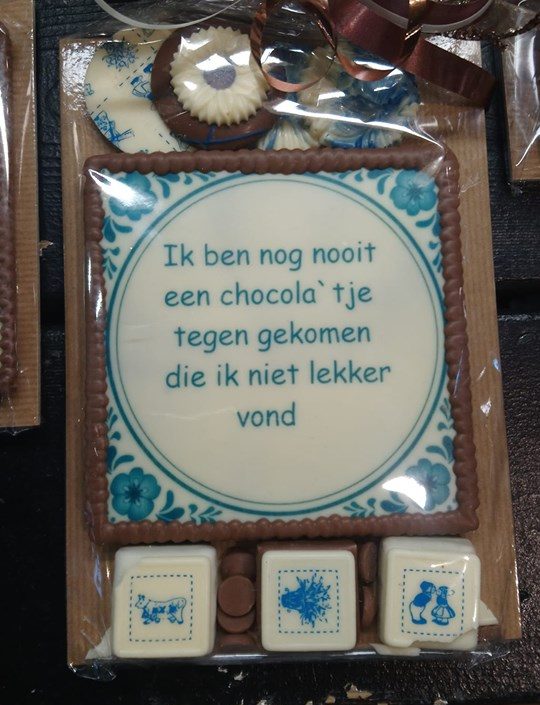 Ik ben nog nooit
een chocola`tje
tegen gekomen
die ik niet lekker
vond